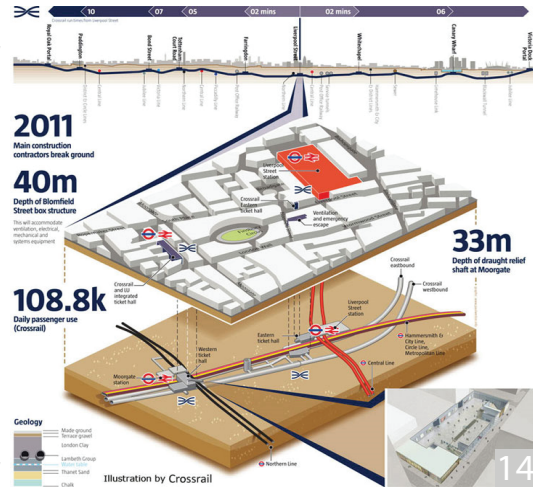 Crossrail run times from Liverpool Street
10
07
05
02 mins
02 mins
06
Royal Oak Portal
Paddington
Bond Street
Tottenham
Court Road
Farringdon
Liverpool Street
Whitechapel
Canary Wharf
Victoria Dock
Portal
2011
Main construction
contractors break ground
40m
Depth of Blomfield
Street box structure
This will accommodate
ventilation, electrical,
mechanical and
systems equipment
108.8k
Daily passenger use
(Crossrail)
33m
Depth of draught relief
shaft at Moorgate
Liverpool
Street
station
Crossrail
Eastern
ticket hall
Ventilation
and emergency
escape
Crossrail
and LU
integrated
ticket hall
Crossrail
eastbound
Crossrail
westbound
Liverpool
Street
station
Eastern
ticket hall
Hammersmith &
City Line,
Circle Line,
Metropolitan Line
Western
ticket
hall
Moorgate
station
Central Line
Northern Line
Geology
Made ground
Terrace gravel
London Clay
Lambeth Group
Water table
Thanet Sand
Chalk
Illustration by Crossrail
14